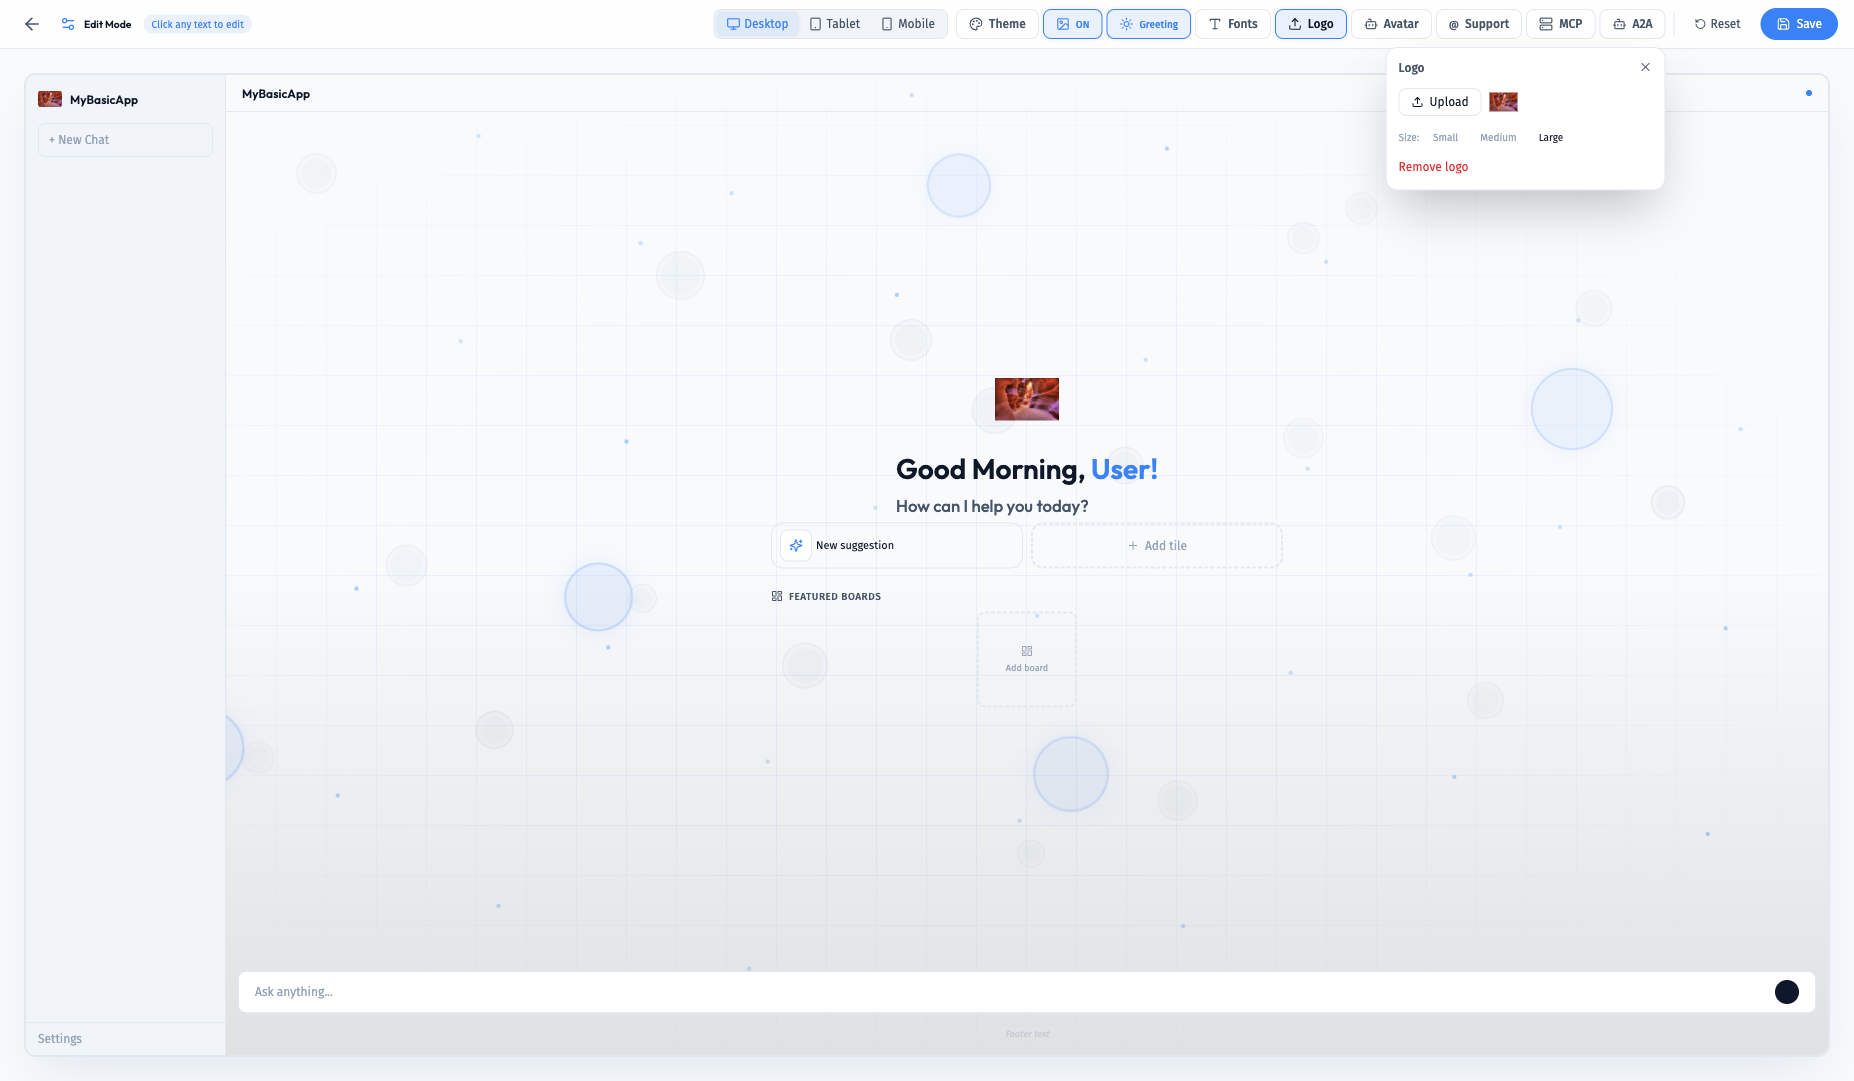 Edit Mode
Click any text to edit
Desktop
Tablet
Mobile
Theme
ON
Greeting
Fonts
Logo
Avatar
@ Support
MCP
A2A
Reset
Save
Logo
Upload
Size: Small Medium Large
Remove logo
MyBasicApp
+ New Chat
Settings
MyBasicApp
Good Morning, User!
How can I help you today?
New suggestion
+ Add tile
FEATURED BOARDS
Add board
Ask anything...
Footer text